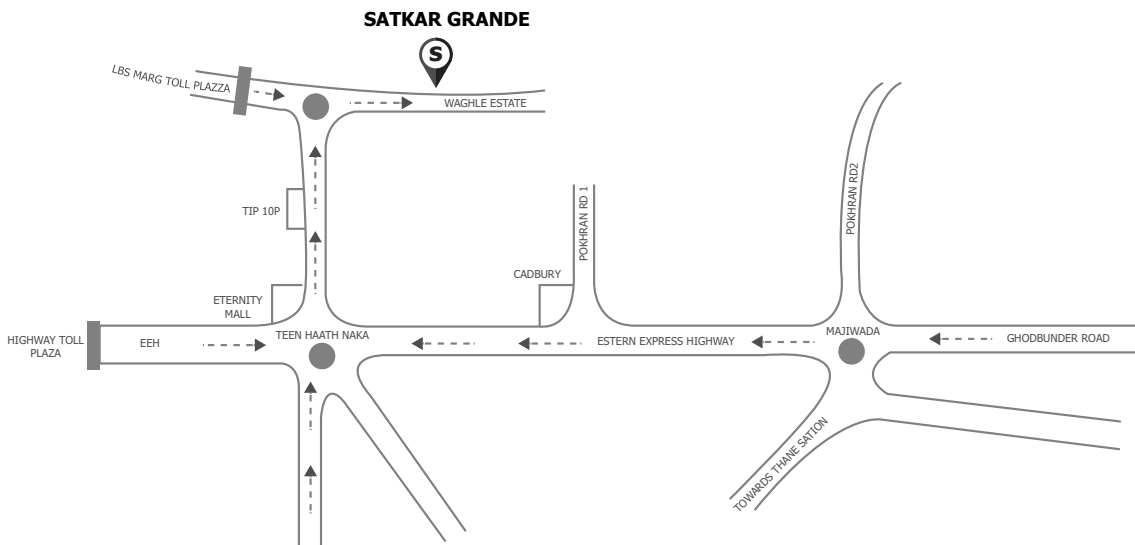 SATKAR GRANDE
S
LBS MARG TOLL PLAZZA
WAGHLE ESTATE
TIP 10P
POKHRAN RD 1
POKHRAN RD2
CADBURY
ETERNITY
MALL
HIGHWAY TOLL
PLAZA
EEH
TEEN HAATH NAKA
ESTERN EXPRESS HIGHWAY
MAJIWADA
GHODBUNDER ROAD
TOWARDS THANE SATION